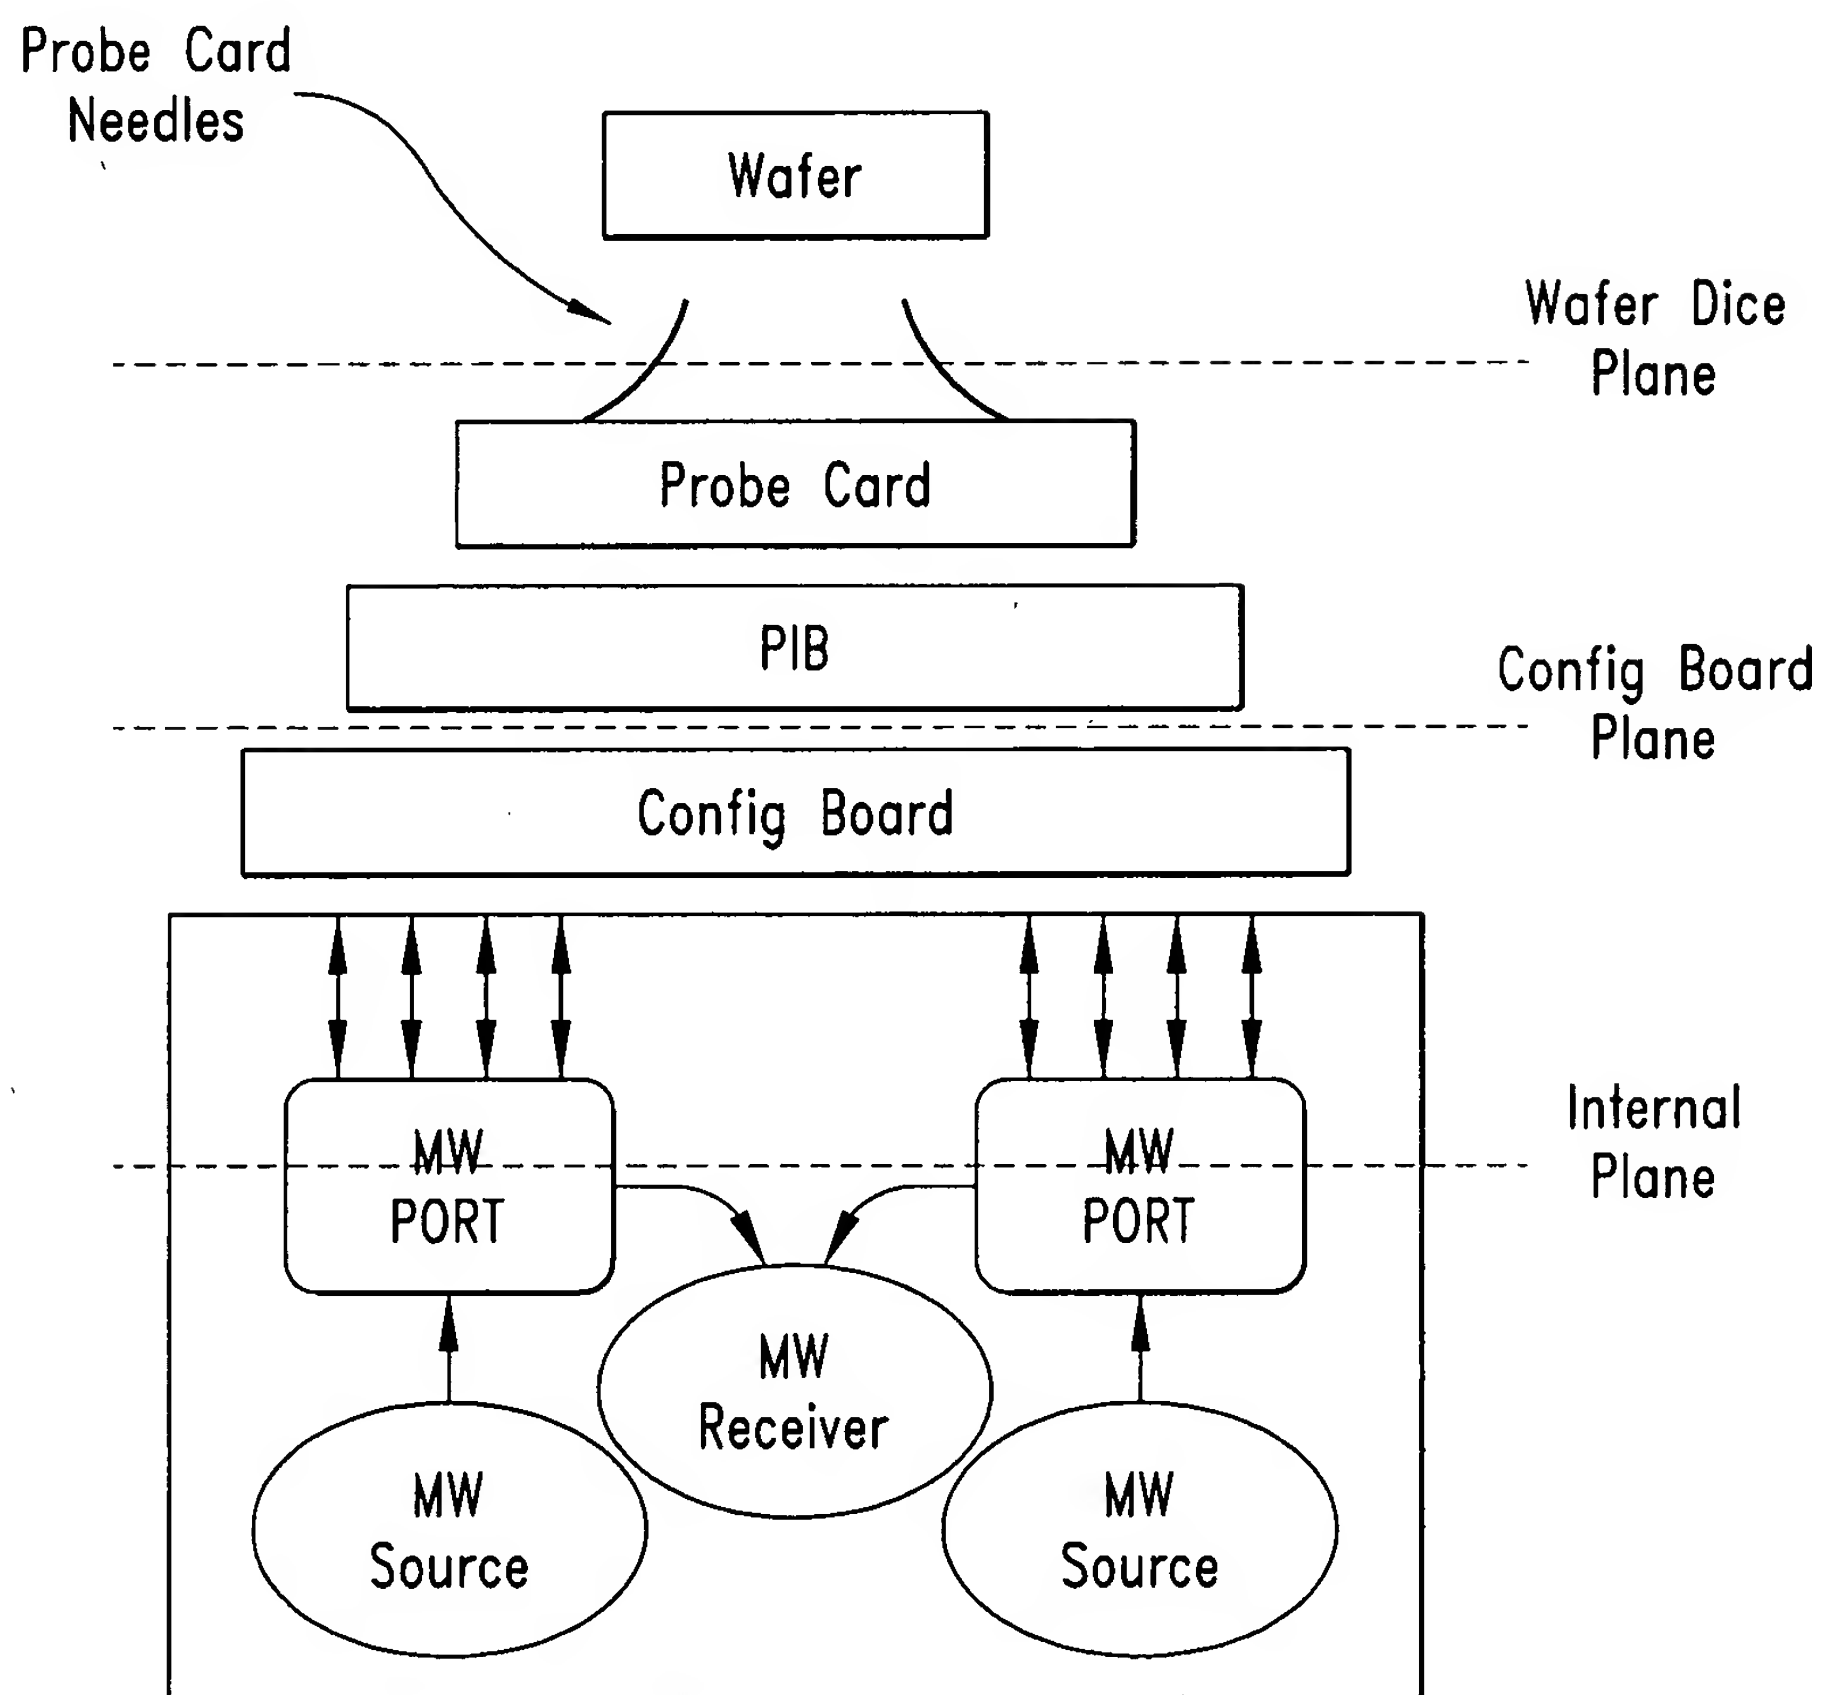 Probe Card
Needles
Wafer
Wafer Dice
Plane
Probe Card
PIB
Config Board
Plane
Config Board
MW
PORT
MW
PORT
Internal
Plane
MW
Receiver
MW
Source
MW
Source